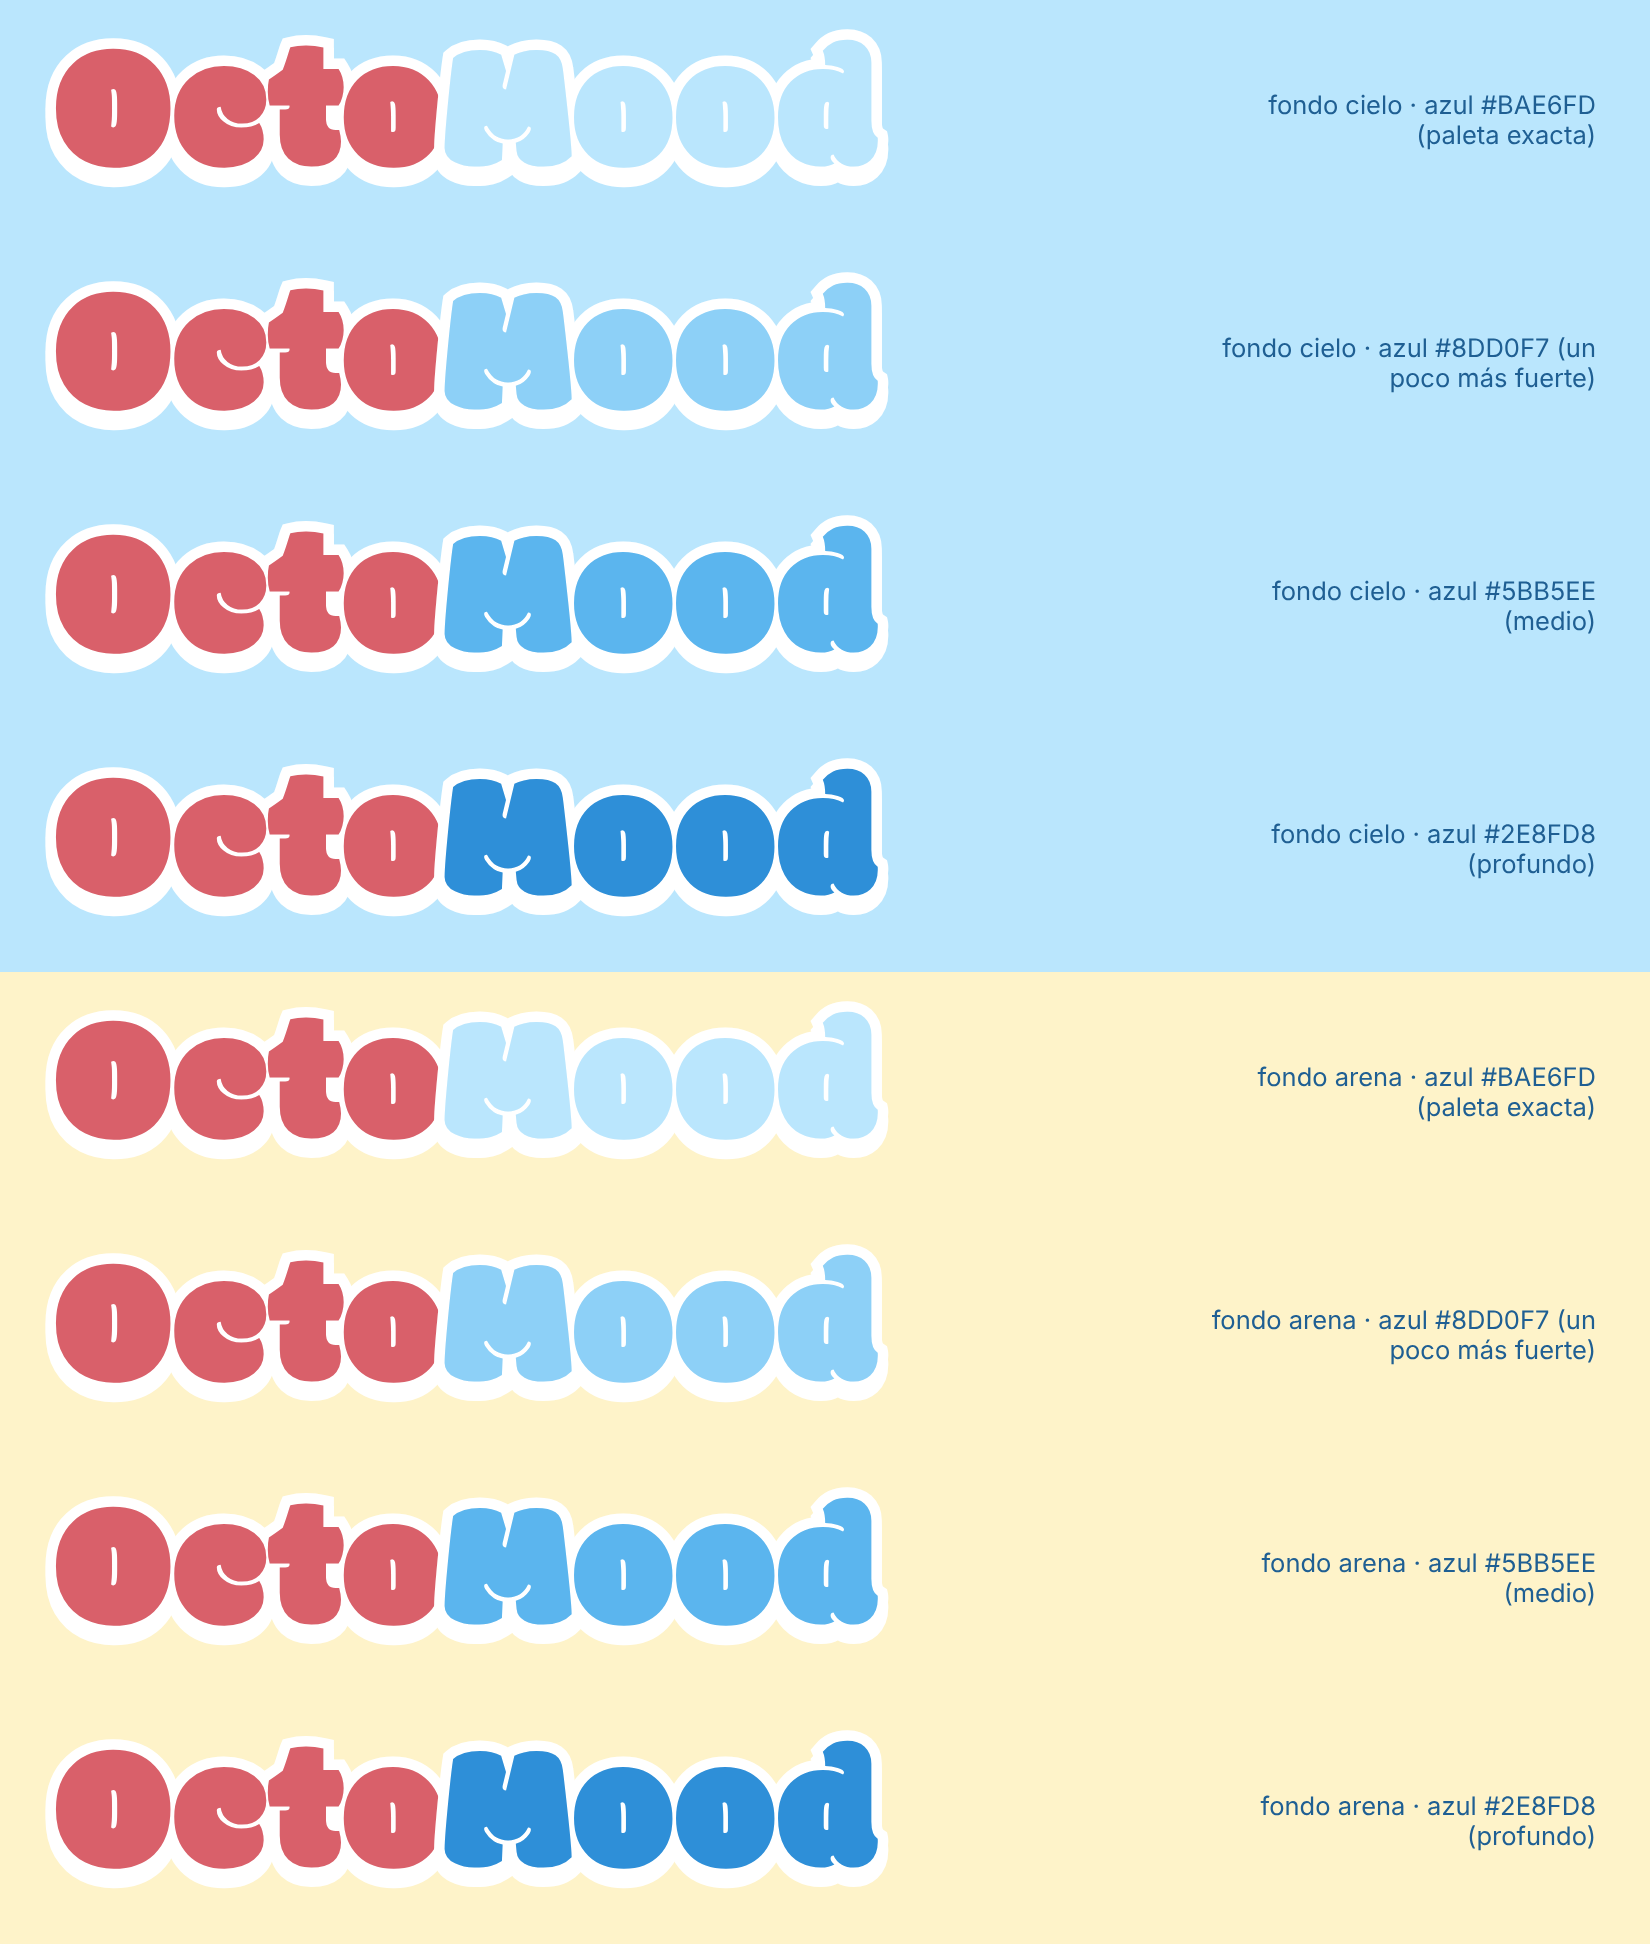 OctoMood
fondo cielo · azul #BAE6FD
(paleta exacta)
OctoMood
fondo cielo · azul #8DD0F7 (un
poco más fuerte)
OctoMood
fondo cielo · azul #5BB5EE
(medio)
OctoMood
fondo cielo · azul #2E8FD8
(profundo)
OctoMood
fondo arena · azul #BAE6FD
(paleta exacta)
OctoMood
fondo arena · azul #8DD0F7 (un
poco más fuerte)
OctoMood
fondo arena · azul #5BB5EE
(medio)
OctoMood
fondo arena · azul #2E8FD8
(profundo)